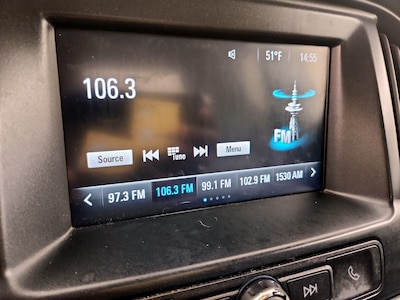 51°F 14:55
106.3
FM
Source Tune Menu
97.3 FM 106.3 FM 99.1 FM 102.9 FM 1530 AM